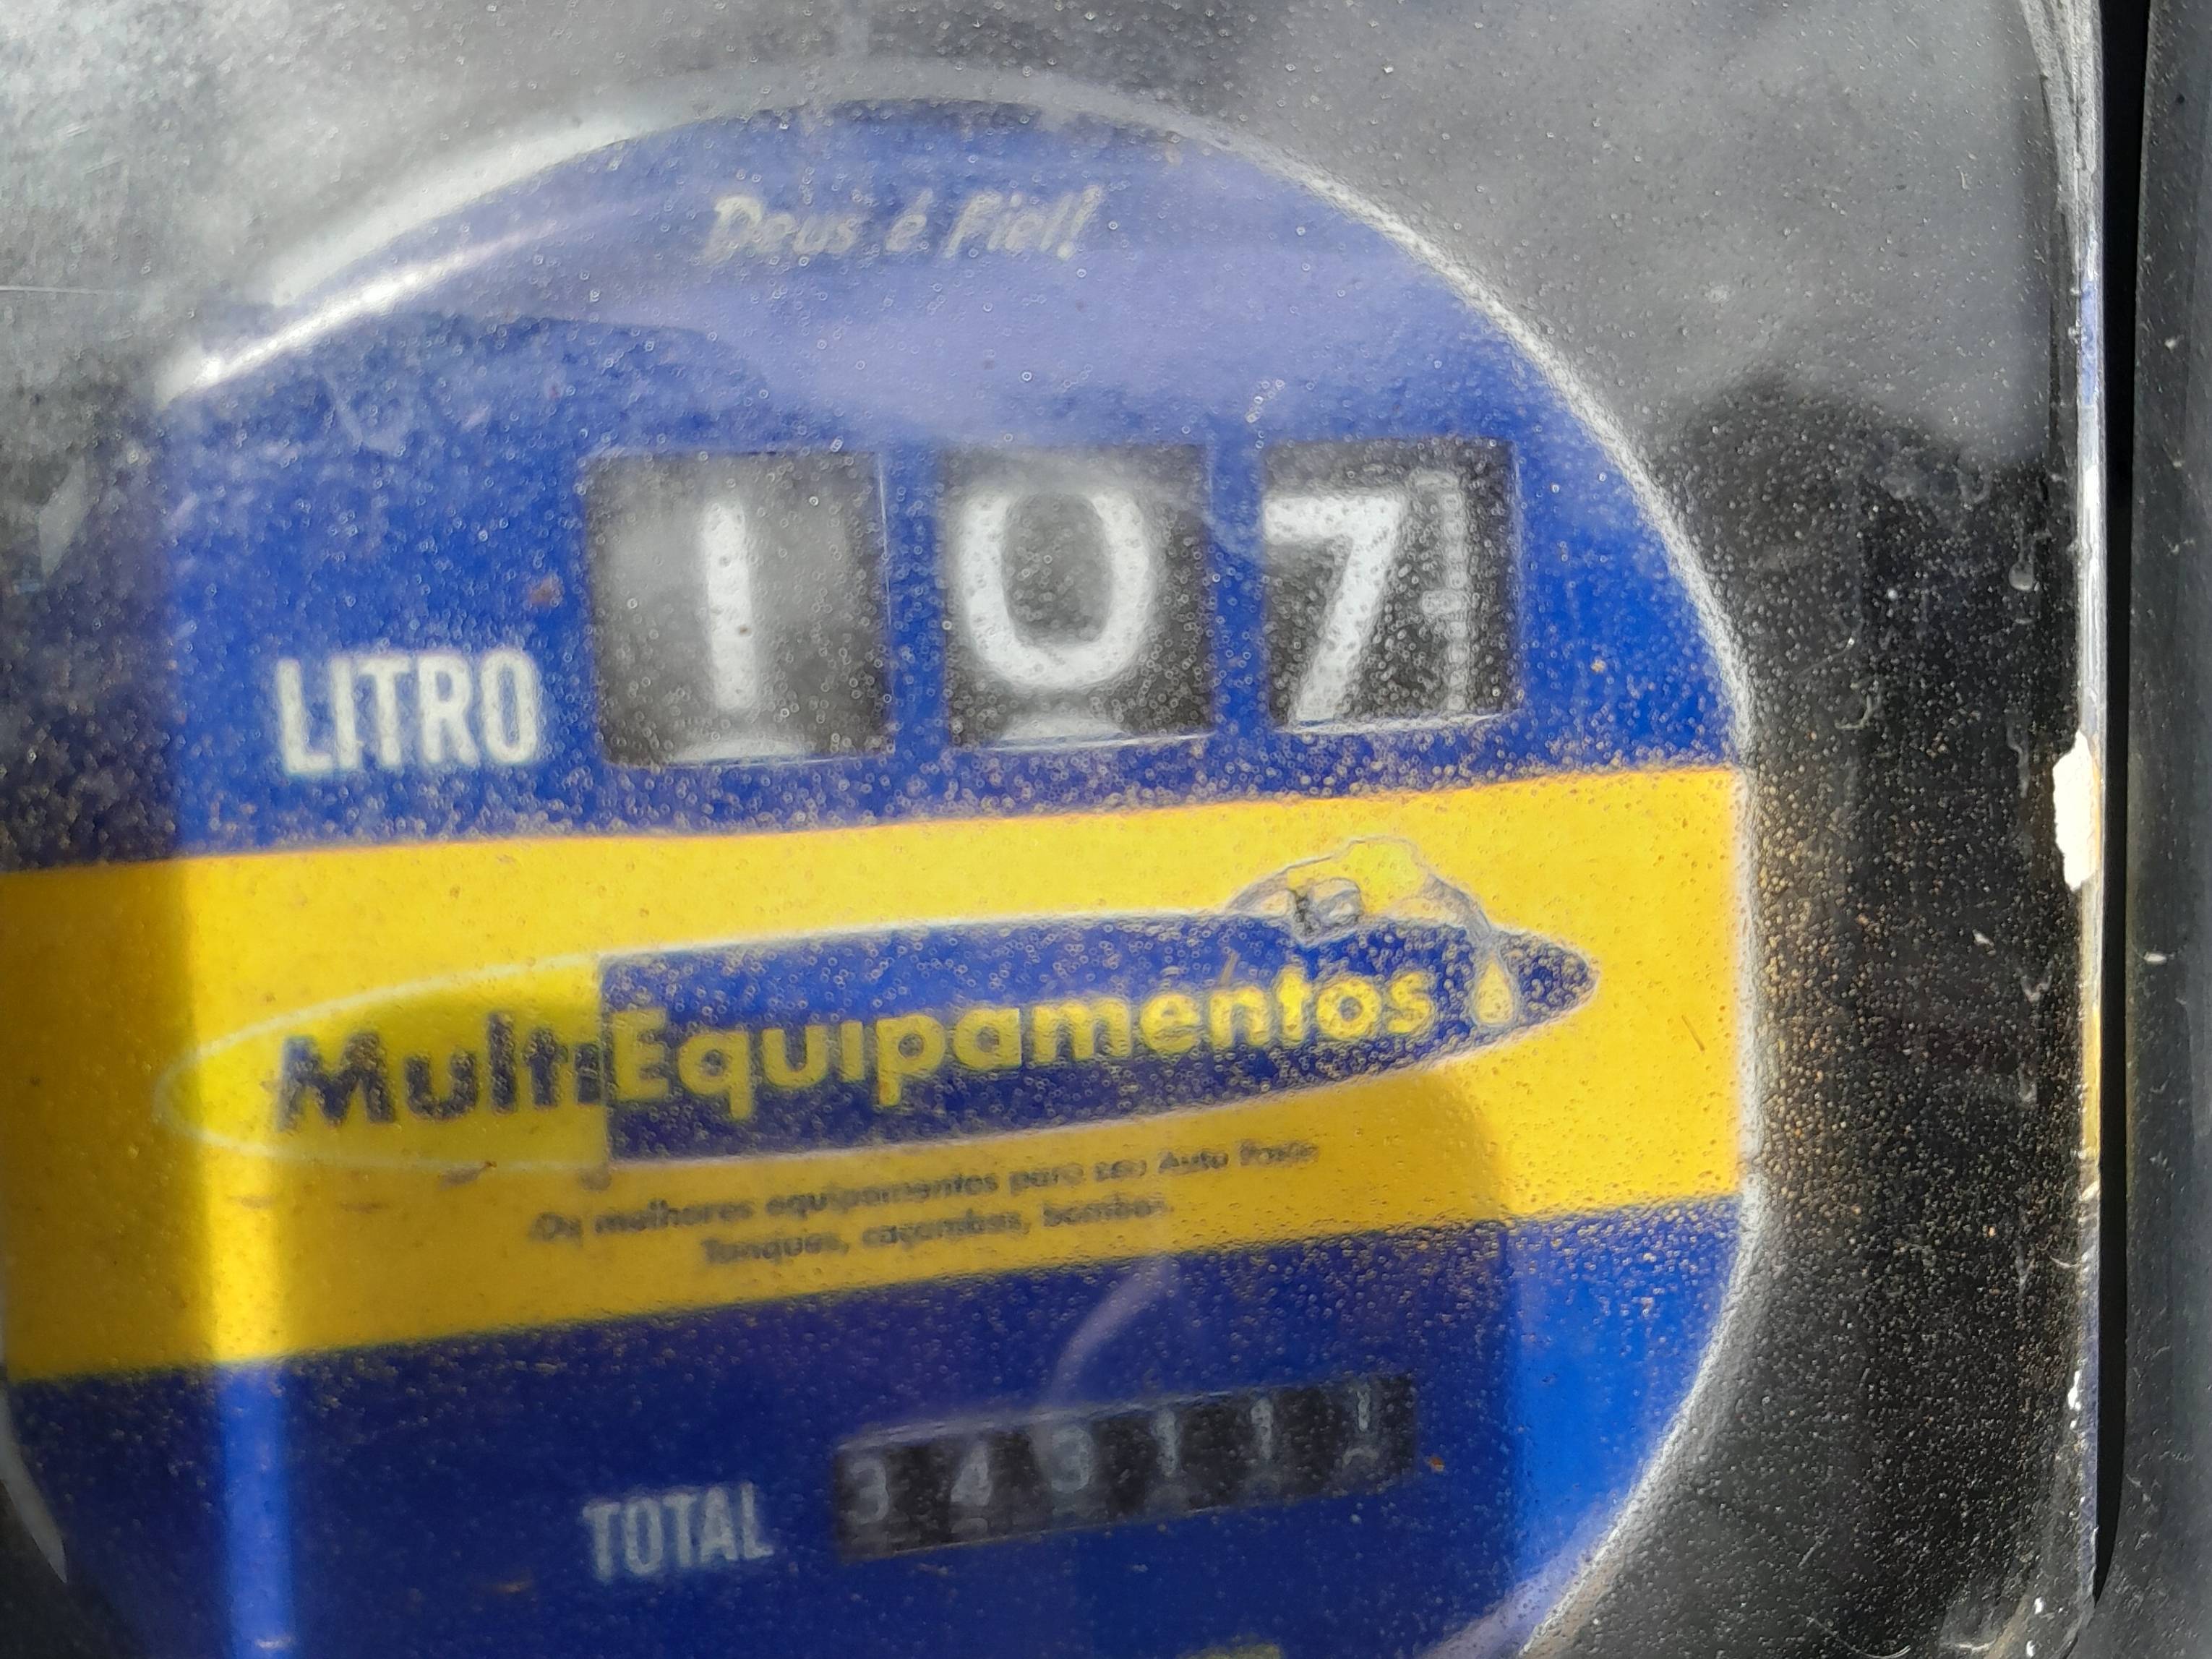 Deus é Fiel!
LITRO 107
MultiEquipamentos
Os melhores equipamentos para seu Auto Posto
Tanques, caçambas, bombas.
TOTAL 343111